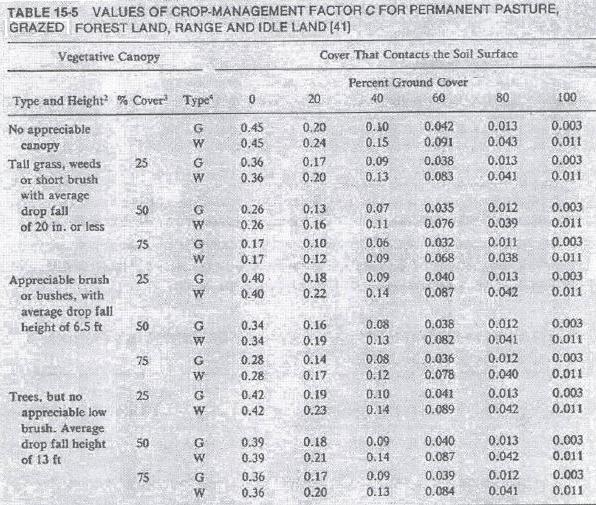 TABLE 15-5 VALUES OF CROP-MANAGEMENT FACTOR C FOR PERMANENT PASTURE,
GRAZED FOREST LAND, RANGE AND IDLE LAND [41]
Vegetative Canopy Cover That Contacts the Soil Surface
Percent Ground Cover
Type and Height² % Cover³ Type⁴ 0 20 40 60 80 100
No appreciable G 0.45 0.20 0.10 0.042 0.013 0.003
canopy W 0.45 0.24 0.15 0.091 0.043 0.011
Tall grass, weeds 25 G 0.36 0.17 0.09 0.038 0.013 0.003
or short brush W 0.36 0.20 0.13 0.083 0.041 0.011
with average
drop fall 50 G 0.26 0.13 0.07 0.035 0.012 0.003
of 20 in. or less W 0.26 0.16 0.11 0.076 0.039 0.011
75 G 0.17 0.10 0.06 0.032 0.011 0.003
W 0.17 0.12 0.09 0.068 0.038 0.011
Appreciable brush 25 G 0.40 0.18 0.09 0.040 0.013 0.003
or bushes, with W 0.40 0.22 0.14 0.087 0.042 0.011
average drop fall
height of 6.5 ft 50 G 0.34 0.16 0.08 0.038 0.012 0.003
W 0.34 0.19 0.13 0.082 0.041 0.011
75 G 0.28 0.14 0.08 0.036 0.012 0.003
W 0.28 0.17 0.12 0.078 0.040 0.011
Trees, but no 25 G 0.42 0.19 0.10 0.041 0.013 0.003
appreciable low W 0.42 0.23 0.14 0.089 0.042 0.011
brush. Average
drop fall height 50 G 0.39 0.18 0.09 0.040 0.013 0.003
of 13 ft W 0.39 0.21 0.14 0.087 0.042 0.011
75 G 0.36 0.17 0.09 0.039 0.012 0.003
W 0.36 0.20 0.13 0.084 0.041 0.011